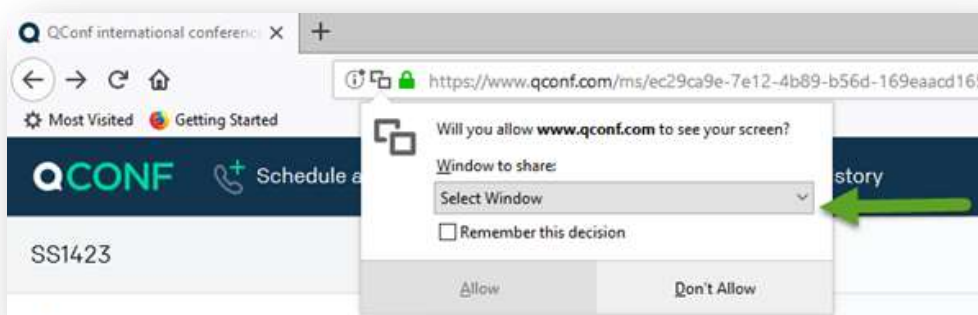 QConf international conferenc
https://www.qconf.com/ms/ec29ca9e-7e12-4b89-b56d-169eaacd165
Most Visited Getting Started
Will you allow www.qconf.com to see your screen?
QCONF Schedule a story
Window to share:
Select Window
Remember this decision
SS1423
Allow Don't Allow